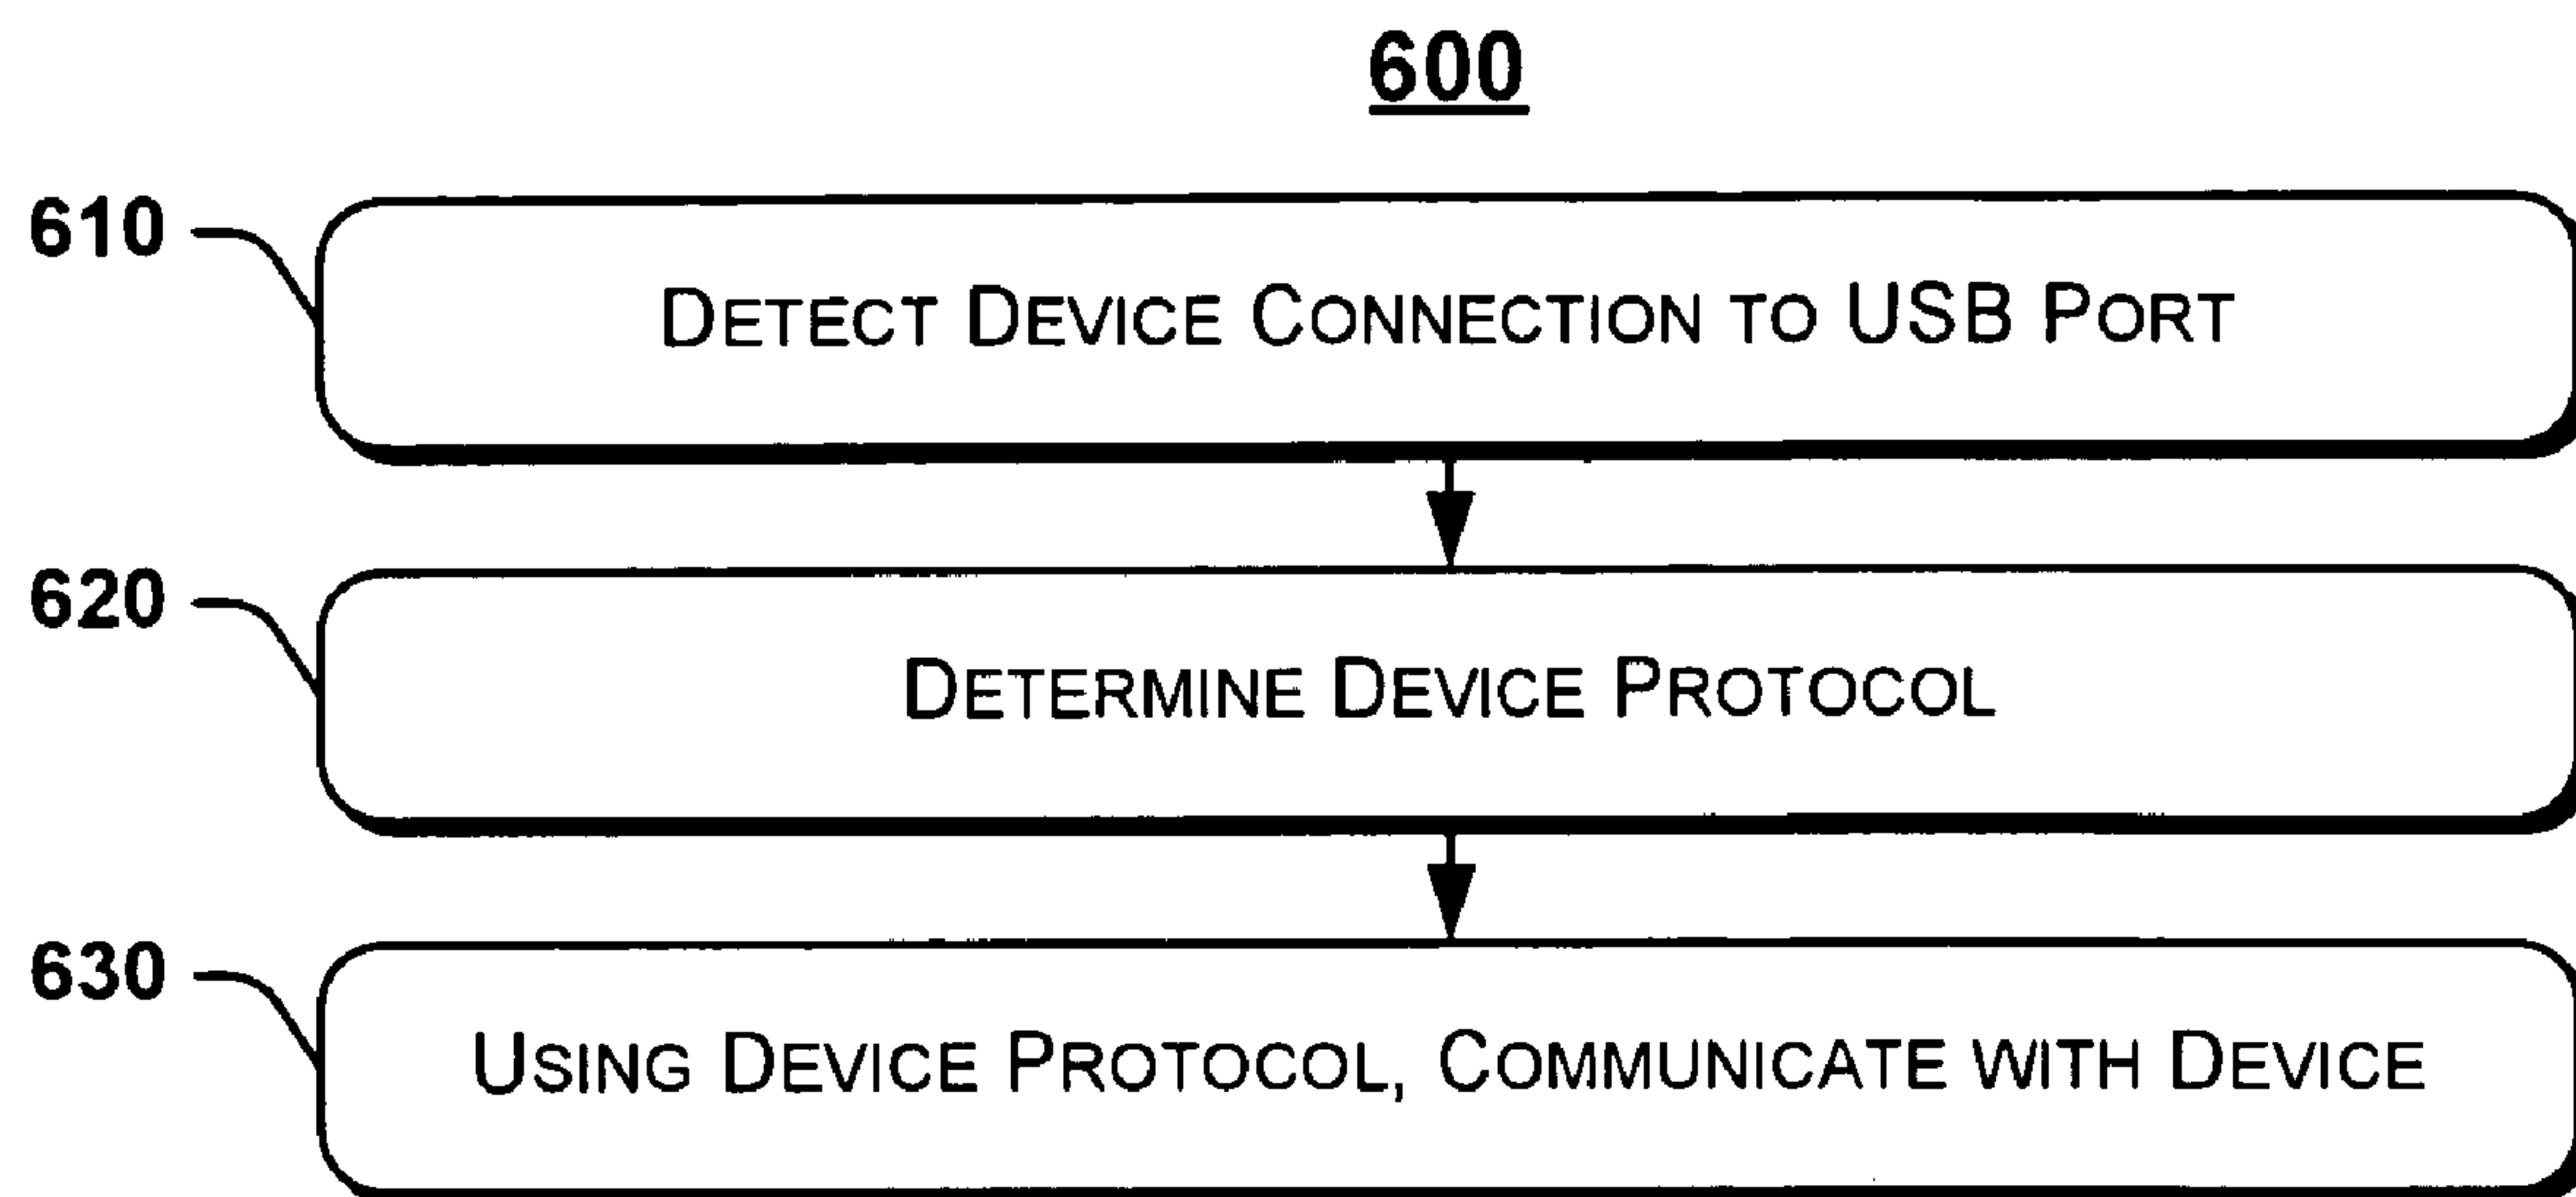 600
610
DETECT DEVICE CONNECTION TO USB PORT
620
DETERMINE DEVICE PROTOCOL
630
USING DEVICE PROTOCOL, COMMUNICATE WITH DEVICE